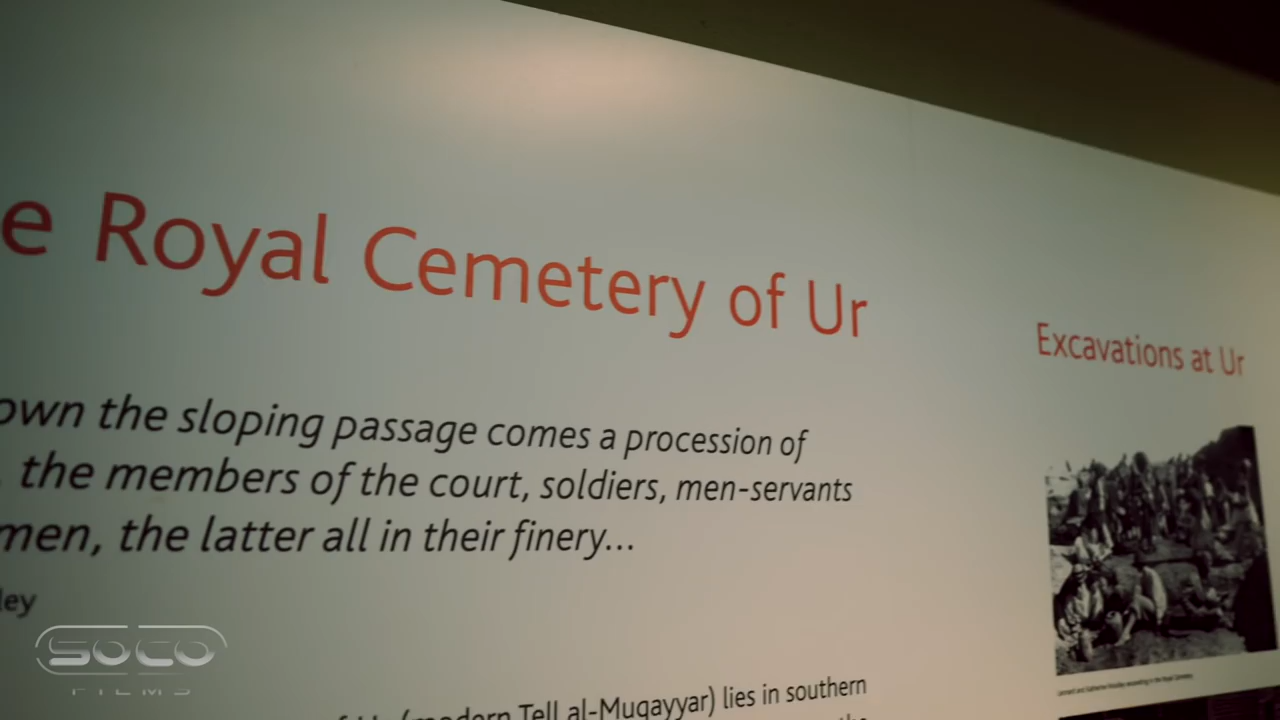 e Royal Cemetery of Ur
own the sloping passage comes a procession of
the members of the court, soldiers, men-servants
men, the latter all in their finery...
ley
(modern Tell al-Muqayyar) lies in southern
the
Excavations at Ur
SOCO
FILMS